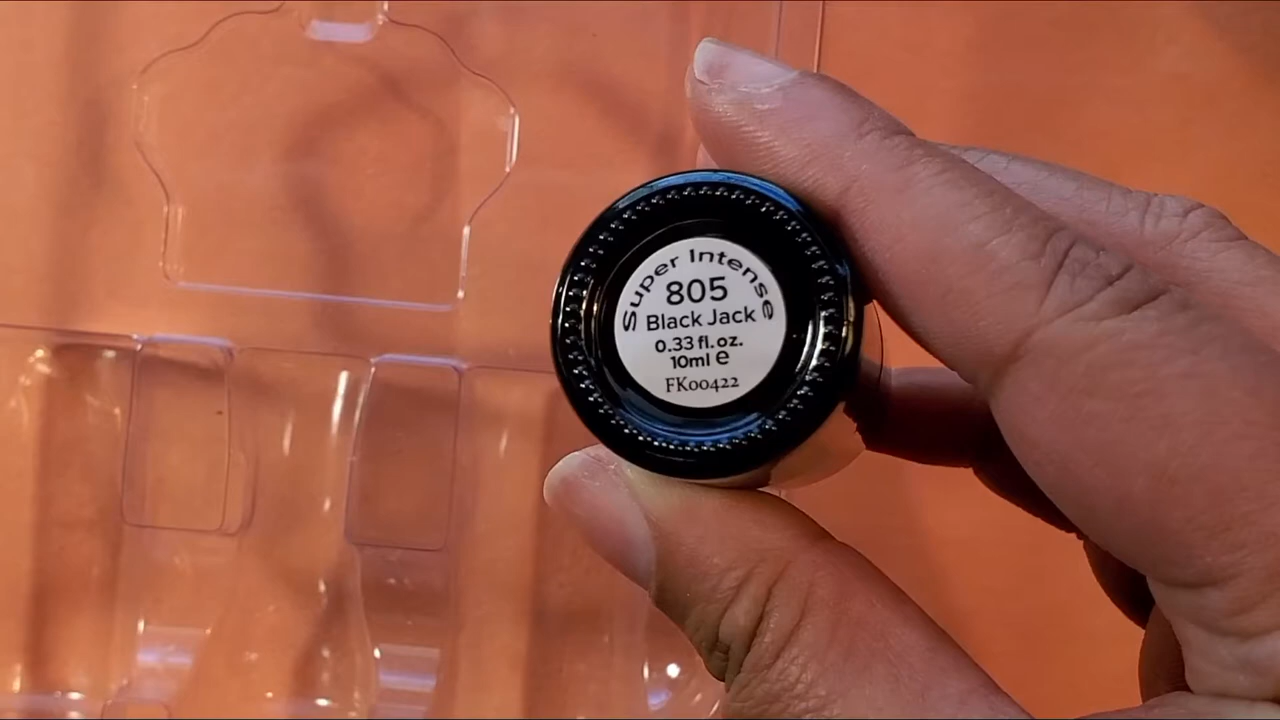 Super Intense
805
Black Jack
0.33 fl. oz.
10ml e
FK00422